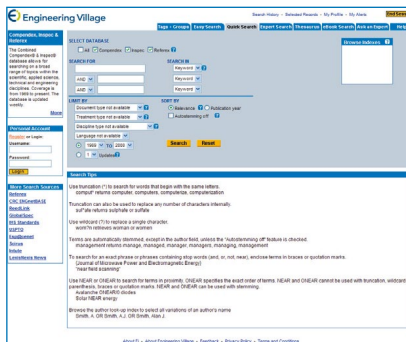 Engineering Village
Search History - Selected Records - My Profile - My Alerts
End Session
Tags - Groups
Easy Search
Quick Search
Expert Search
Thesaurus
eBook Search
Ask an Expert
Help
Compendex, Inspec & Referex
The Combined Compendex® & Inspec® database allows for searching on a broad range of topics within the scientific, applied science, technical and engineering disciplines. Coverage is from 1969 to present. The database is updated weekly.
More
SELECT DATABASE
All Compendex Inspec Referex
SEARCH FOR
SEARCH IN
Keyword
AND
Keyword
AND
Keyword
Browse Indexes
LIMIT BY
Document type not available
Treatment type not available
Discipline type not available
Language not available
1969 TO 2008
1 Updates
SORT BY
Relevance Publication year
Autostemming off
Search Reset
Personal Account
Register or Login:
Username:
Password:
Login
More Search Sources
Referex
CRC ENGnetBASE
ReedLink
GlobalSpec
IHS Standards
USPTO
Esp@cenet
Scirus
LexisNexis News
Search Tips
Use truncation (*) to search for words that begin with the same letters.
comput* returns computer, computers, computerize, computerization
Truncation can also be used to replace any number of characters internally.
sul*ate returns sulphate or sulfate
Use wildcard (?) to replace a single character.
wom?n retrieves woman or women
Terms are automatically stemmed, except in the author field, unless the "Autostemming off" feature is checked.
management returns manage, managed, manager, managers, managing, management
To search for an exact phrase or phrases containing stop words (and, or, not, near), enclose terms in braces or quotation marks.
{Journal of Microwave Power and Electromagnetic Energy}
"near field scanning"
Use NEAR or ONEAR to search for terms in proximity. ONEAR specifies the exact order of terms. NEAR and ONEAR cannot be used with truncation, wildcards,
parenthesis, braces or quotation marks. NEAR and ONEAR can be used with stemming.
Avalanche ONEAR/0 diodes
Solar NEAR energy
Browse the author look-up index to select all variations of an author's name
Smith, A. OR Smith, A.J. OR Smith, Alan J.
About Ei - About Engineering Village - Feedback - Privacy Policy - Terms and Conditions